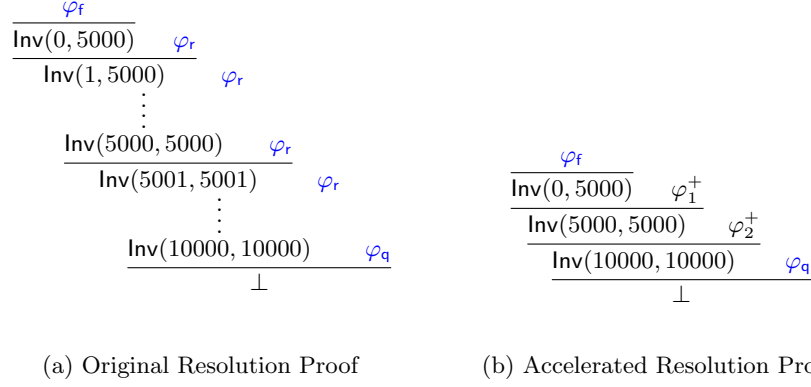 φf
Inv(0, 5000) φr
Inv(1, 5000) φr
⋮
Inv(5000, 5000) φr
Inv(5001, 5001) φr
⋮
Inv(10000, 10000) φq
⊥
(a) Original Resolution Proof
φf
Inv(0, 5000) φ1+
Inv(5000, 5000) φ2+
Inv(10000, 10000) φq
⊥
(b) Accelerated Resolution Pro